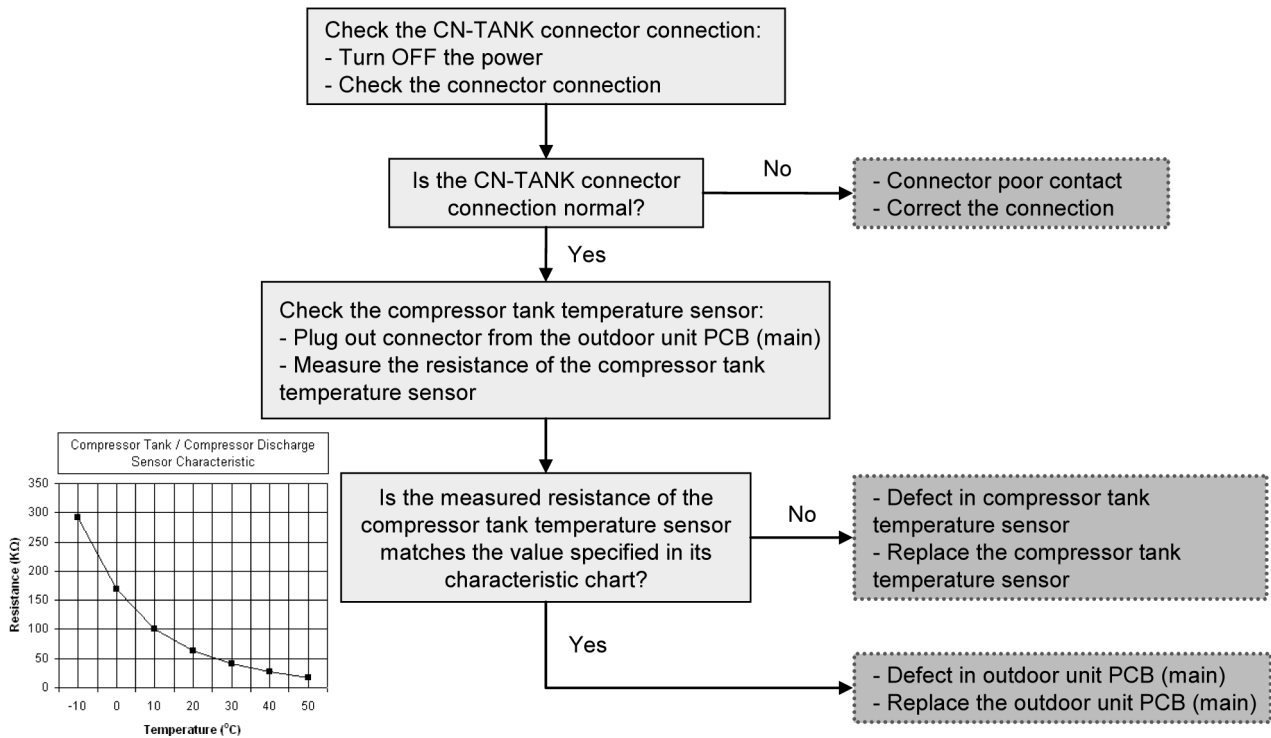 Check the CN-TANK connector connection:
- Turn OFF the power
- Check the connector connection
Is the CN-TANK connector
connection normal?
No
- Connector poor contact
- Correct the connection
Yes
Check the compressor tank temperature sensor:
- Plug out connector from the outdoor unit PCB (main)
- Measure the resistance of the compressor tank
temperature sensor
Compressor Tank / Compressor Discharge
Sensor Characteristic
Resistance (KΩ)
350
300
250
200
150
100
50
0
-10 0 10 20 30 40 50
Temperature (°C)
Is the measured resistance of the
compressor tank temperature sensor
matches the value specified in its
characteristic chart?
No
- Defect in compressor tank
temperature sensor
- Replace the compressor tank
temperature sensor
Yes
- Defect in outdoor unit PCB (main)
- Replace the outdoor unit PCB (main)